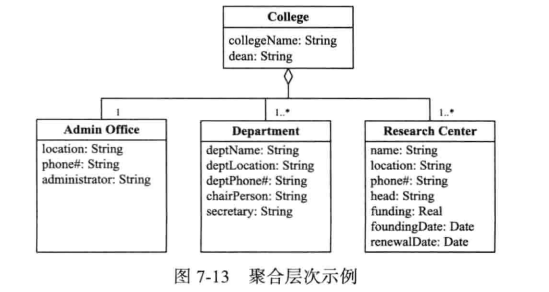 College
collegeName: String
dean: String
1
1..*
1..*
Admin Office
location: String
phone#: String
administrator: String
Department
deptName: String
deptLocation: String
deptPhone#: String
chairPerson: String
secretary: String
Research Center
name: String
location: String
phone#: String
head: String
funding: Real
foundingDate: Date
renewalDate: Date
图 7-13 聚合层次示例